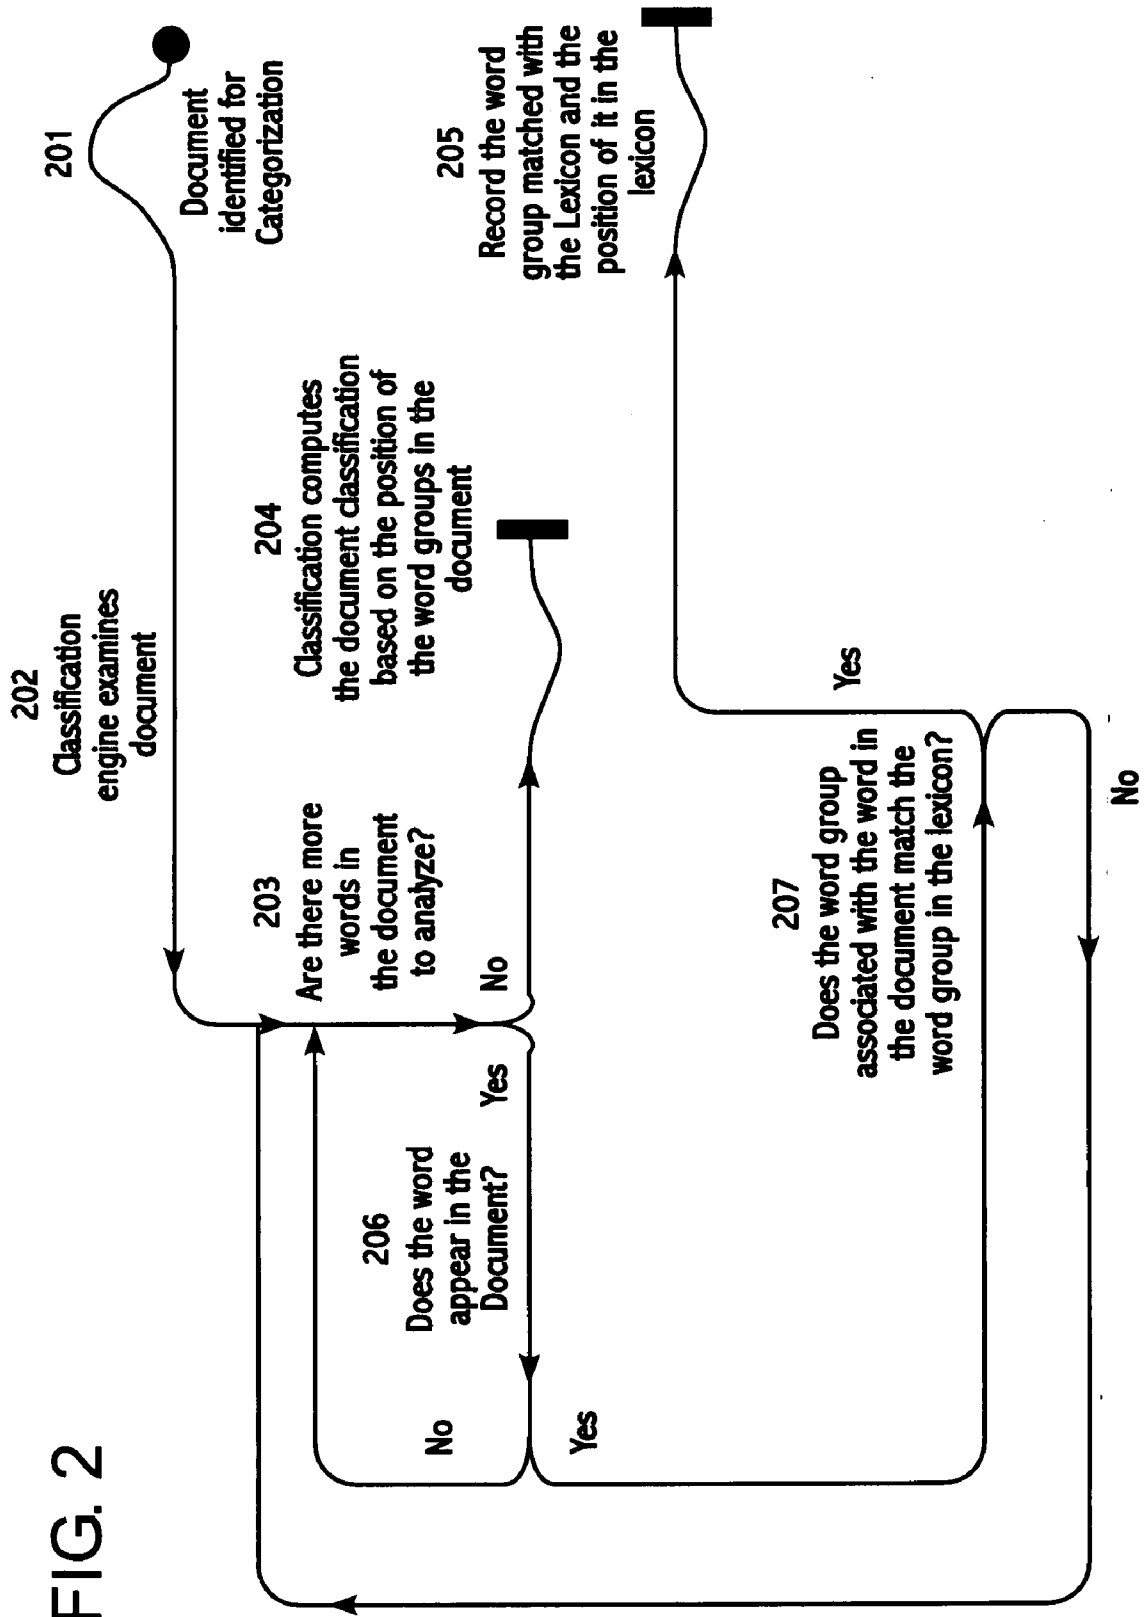 FIG. 2
201
Document
identified for
Categorization
202
Classification
engine examines
document
203
Are there more
words in
the document
to analyze?
No
Yes
204
Classification computes
the document classification
based on the position of
the word groups in the
document
205
Record the word
group matched with
the Lexicon and the
position of it in the
lexicon
206
Does the word
appear in the
Document?
No
Yes
207
Does the word group
associated with the word in
the document match the
word group in the lexicon?
Yes
No